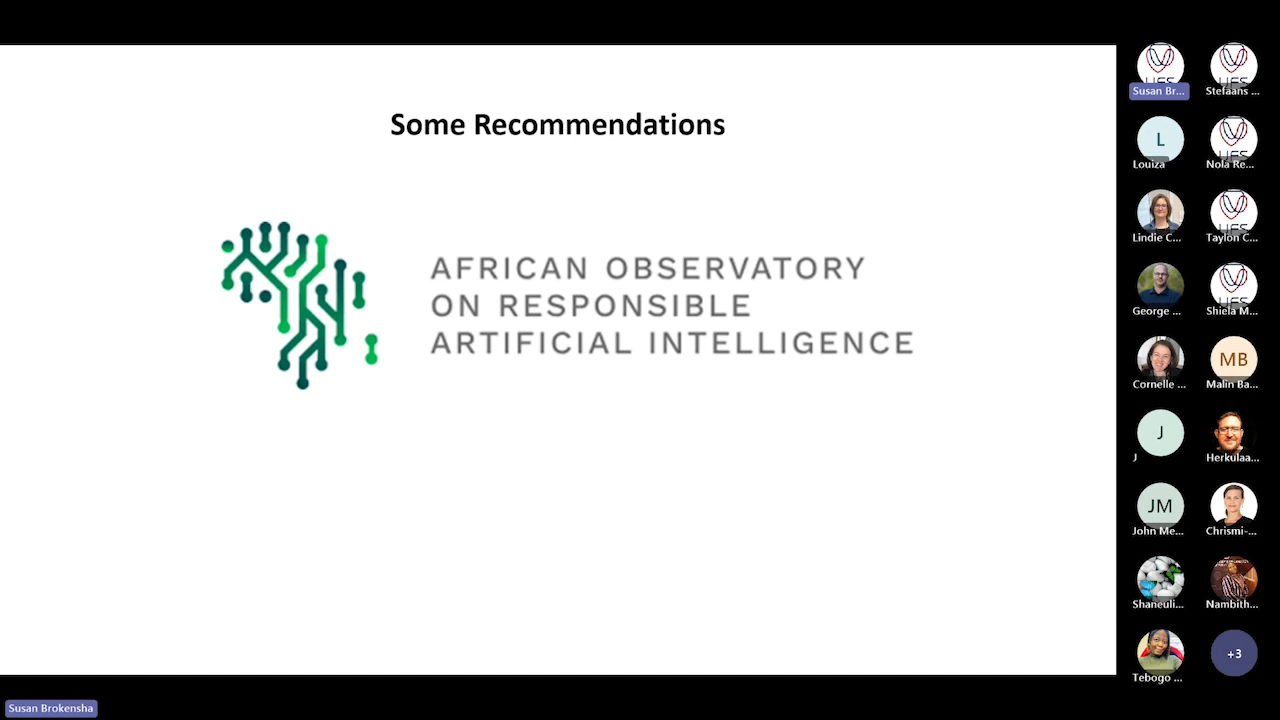 Some Recommendations
AFRICAN OBSERVATORY
ON RESPONSIBLE
ARTIFICIAL INTELLIGENCE
Susan Br...
Stefaans ...
L
Louiza
Nola Re...
Lindie C...
Taylon C...
George ...
Shiela M...
Cornelle ...
MB
Malin Ba...
J
J
Herkulaa...
JM
John Me...
Chrismi-...
Shaneuli...
Nambith...
Tebogo ...
+3
Susan Brokensha